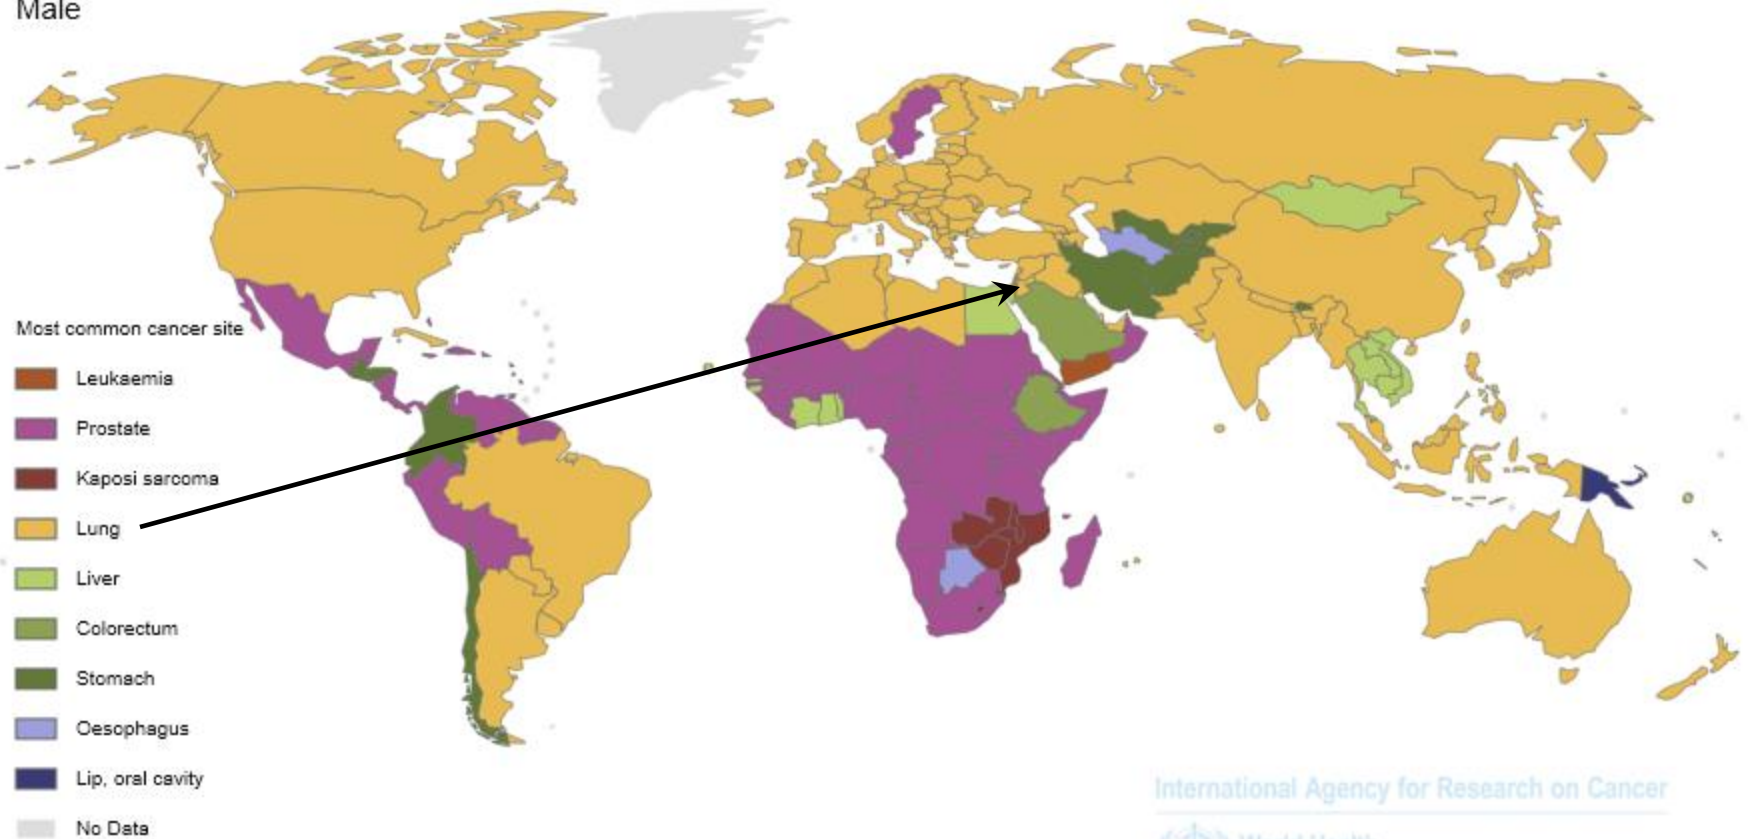 Male
Most common cancer site
Leukaemia
Prostate
Kaposi sarcoma
Lung
Liver
Colorectum
Stomach
Oesophagus
Lip, oral cavity
No Data
International Agency for Research on Cancer